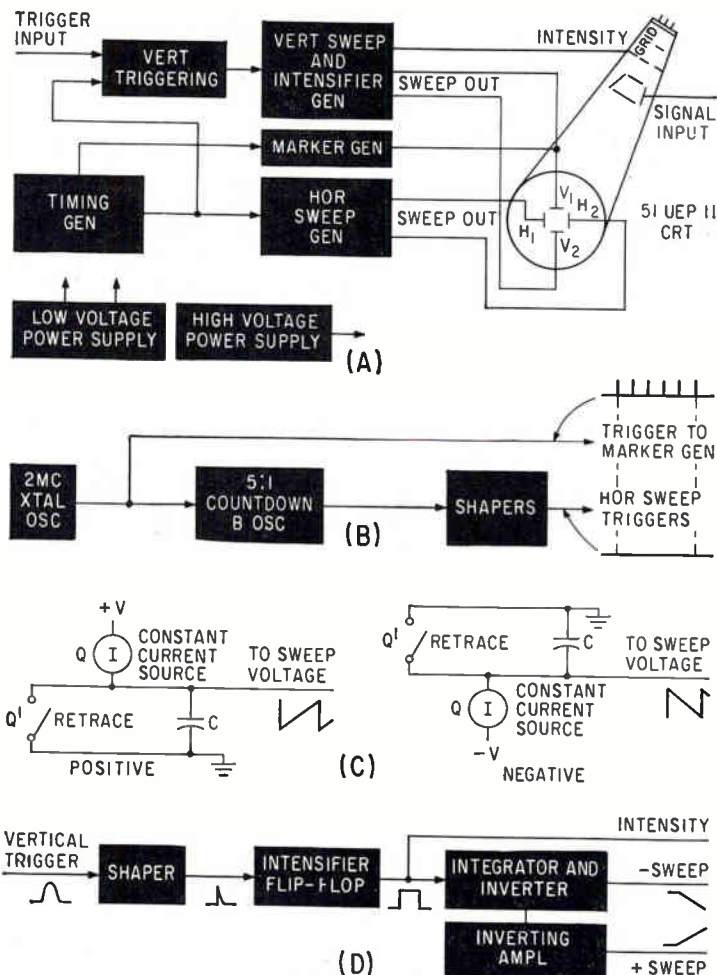 TRIGGER
INPUT
VERT
TRIGGERING
VERT SWEEP
AND
INTENSIFIER
GEN
INTENSITY
GRID
SWEEP OUT
SIGNAL
INPUT
MARKER GEN
TIMING
GEN
HOR
SWEEP
GEN
SWEEP OUT
V1
H2
H1
V2
51 UEP 11
CRT
LOW VOLTAGE
POWER SUPPLY
HIGH VOLTAGE
POWER SUPPLY
(A)
2MC
XTAL
OSC
5:1
COUNTDOWN
B OSC
SHAPERS
TRIGGER TO
MARKER GEN
HOR SWEEP
TRIGGERS
(B)
+V
Q
I
CONSTANT
CURRENT
SOURCE
TO SWEEP
VOLTAGE
Q'
RETRACE
C
POSITIVE
Q'
RETRACE
C
TO SWEEP
VOLTAGE
Q
I
CONSTANT
CURRENT
SOURCE
-V
NEGATIVE
(C)
VERTICAL
TRIGGER
SHAPER
INTENSIFIER
FLIP-FLOP
INTENSITY
INTEGRATOR AND
INVERTER
-SWEEP
INVERTING
AMPL
+ SWEEP
(D)